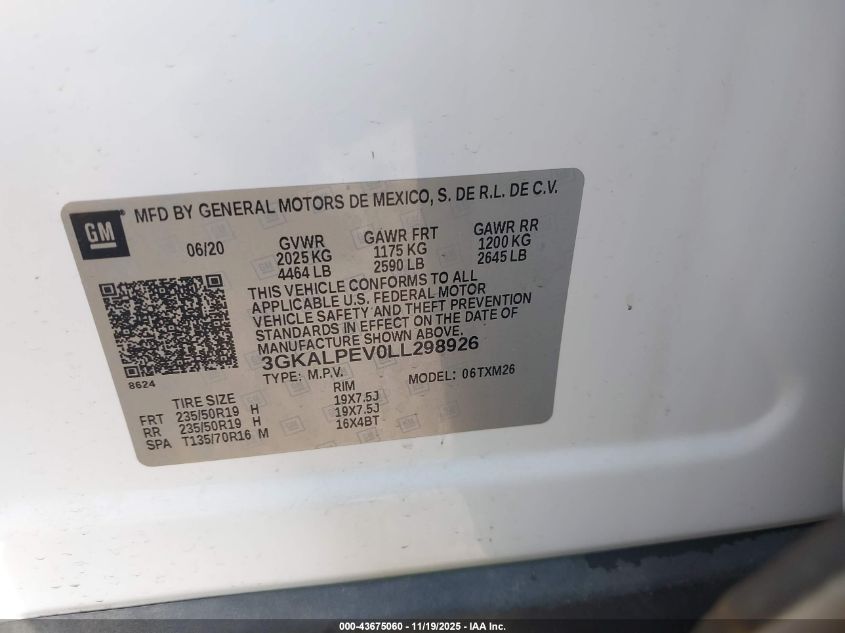 GM
MFD BY GENERAL MOTORS DE MEXICO, S. DE R.L. DE C.V.
06/20 GVWR GAWR FRT GAWR RR
2025 KG 1175 KG 1200 KG
4464 LB 2590 LB 2645 LB
THIS VEHICLE CONFORMS TO ALL
APPLICABLE U.S. FEDERAL MOTOR
VEHICLE SAFETY AND THEFT PREVENTION
STANDARDS IN EFFECT ON THE DATE OF
MANUFACTURE SHOWN ABOVE.
3GKALPEV0LL298926
8624
TYPE: M.P.V. MODEL: 06TXM26
TIRE SIZE RIM
FRT 235/50R19 H 19X7.5J
RR 235/50R19 H 19X7.5J
SPA T135/70R16 M 16X4BT
000-43675060 - 11/19/2025 - IAA Inc.